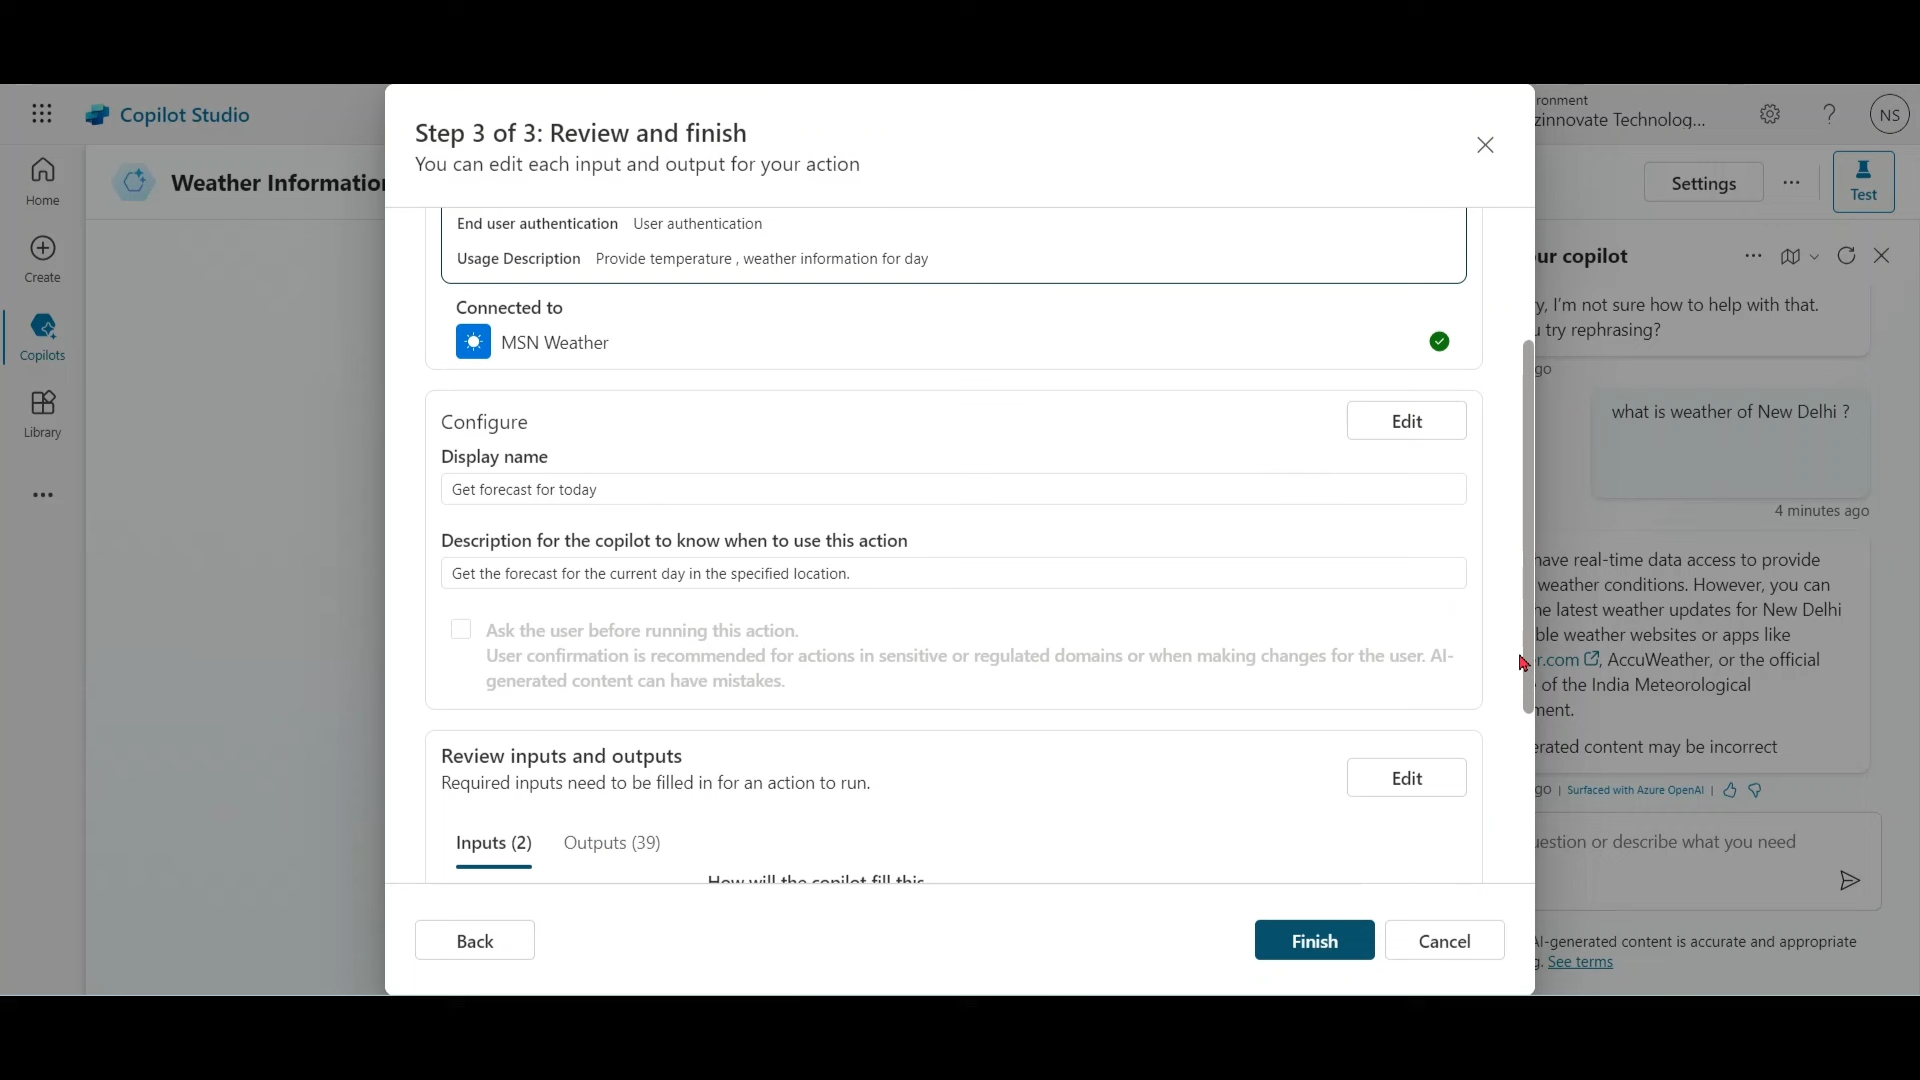 Copilot Studio
ronment
zinnovate Technolog...
NS
Home
Create
Copilots
Library
Weather Information
Settings
Test
Step 3 of 3: Review and finish
You can edit each input and output for your action
End user authentication User authentication
Usage Description Provide temperature , weather information for day
Connected to
MSN Weather
Configure
Edit
Display name
Get forecast for today
Description for the copilot to know when to use this action
Get the forecast for the current day in the specified location.
Ask the user before running this action.
User confirmation is recommended for actions in sensitive or regulated domains or when making changes for the user. AI-
generated content can have mistakes.
Review inputs and outputs
Required inputs need to be filled in for an action to run.
Edit
Inputs (2) Outputs (39)
How will the copilot fill this
Back
Finish
Cancel
ur copilot
y, I'm not sure how to help with that.
u try rephrasing?
go
what is weather of New Delhi ?
4 minutes ago
have real-time data access to provide
weather conditions. However, you can
he latest weather updates for New Delhi
ble weather websites or apps like
r.com, AccuWeather, or the official
of the India Meteorological
ment.
erated content may be incorrect
go | Surfaced with Azure OpenAI |
uestion or describe what you need
AI-generated content is accurate and appropriate
g. See terms